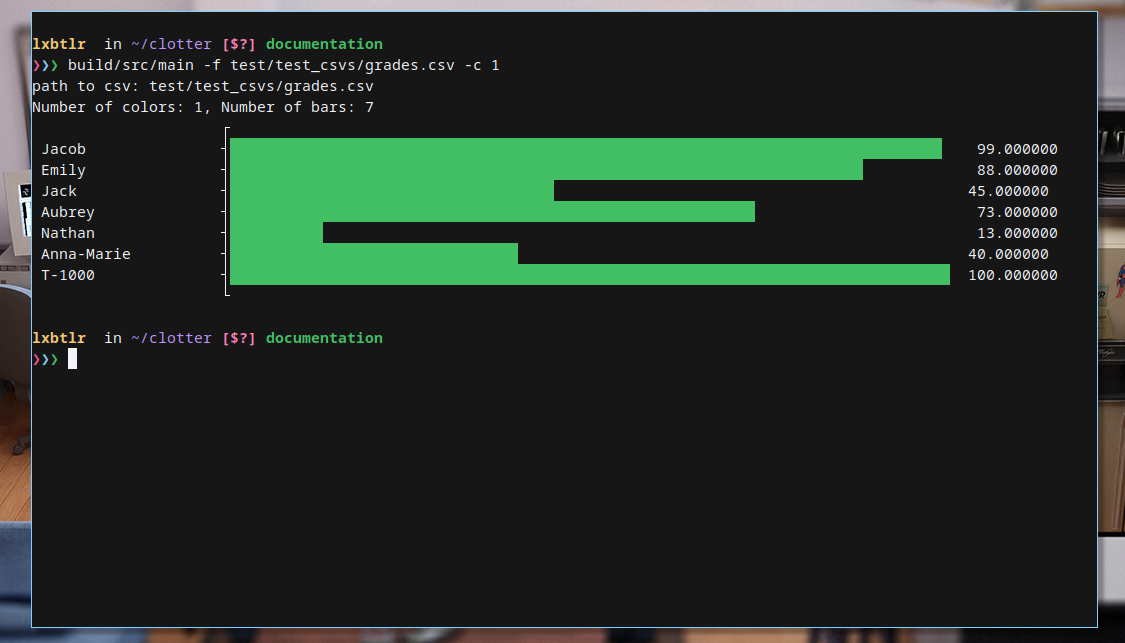 lxbtlr  in ~/clotter [$?] documentation
❯❯❯ build/src/main -f test/test_csvs/grades.csv -c 1
path to csv: test/test_csvs/grades.csv
Number of colors: 1, Number of bars: 7
Jacob 99.000000
Emily 88.000000
Jack 45.000000
Aubrey 73.000000
Nathan 13.000000
Anna-Marie 40.000000
T-1000 100.000000
lxbtlr  in ~/clotter [$?] documentation
❯❯❯